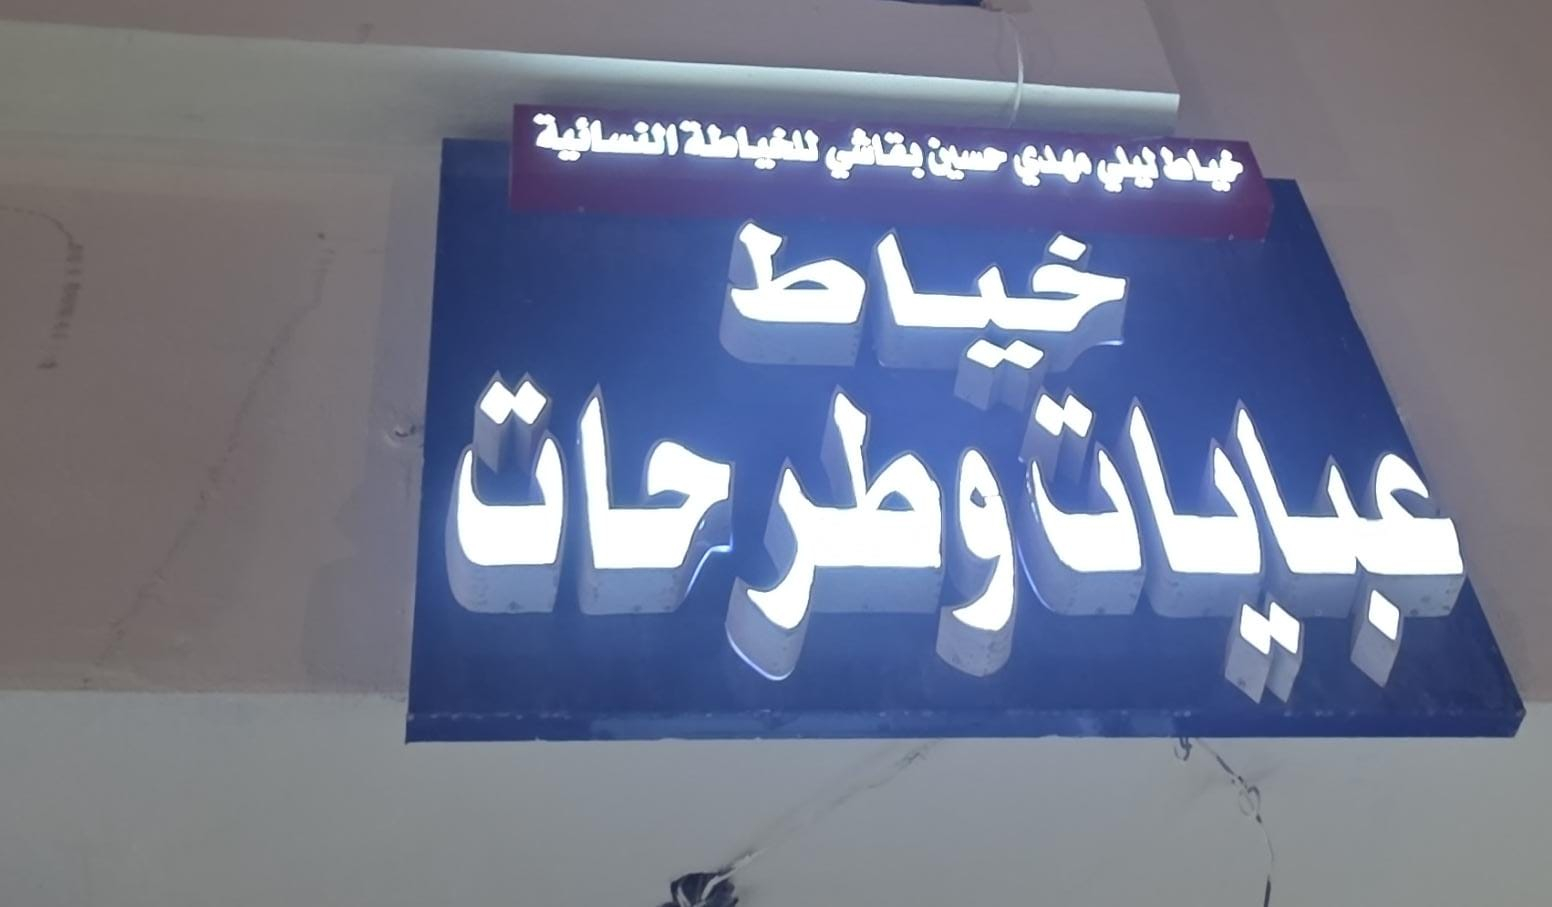 خياط ليلي مهدي حسين بقاشي للخياطة النسائية
خياط
عبايات وطرحات